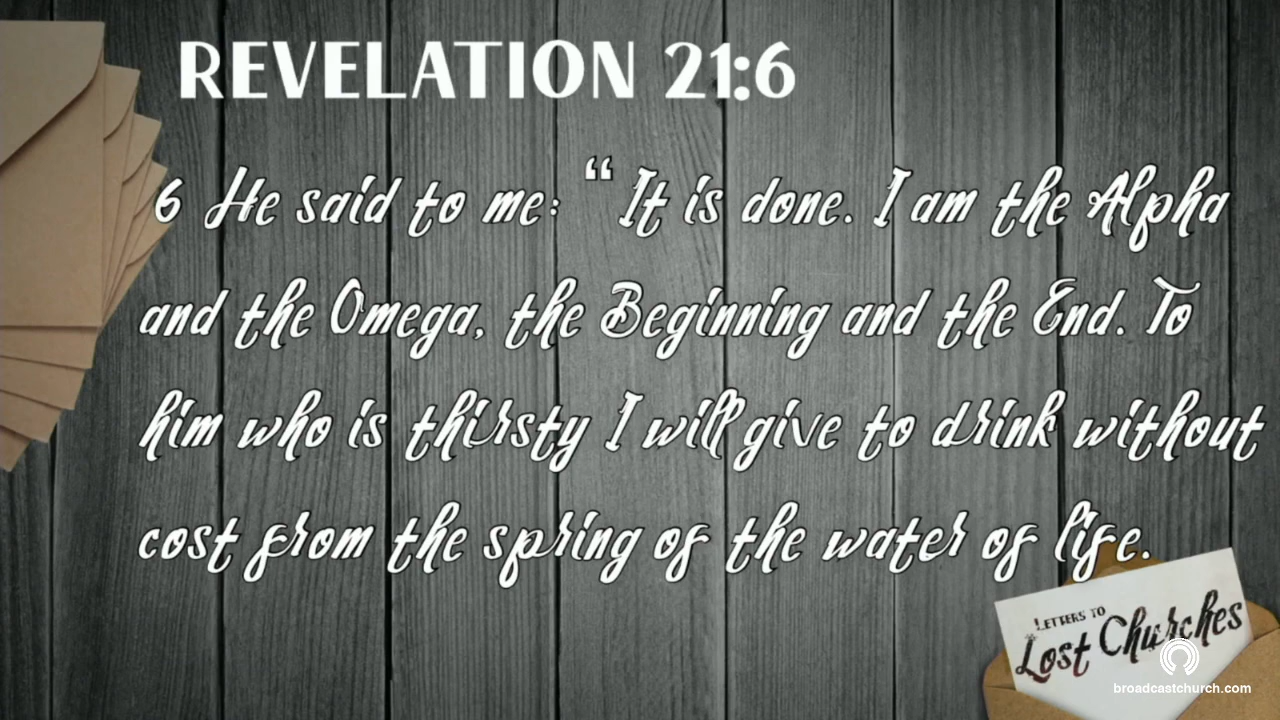 REVELATION 21:6
6 He said to me: “It is done. I am the Alpha
and the Omega, the Beginning and the End. To
him who is thirsty I will give to drink without
cost from the spring of the water of life.
LETTERS TO
Lost Churches
broadcastchurch.com